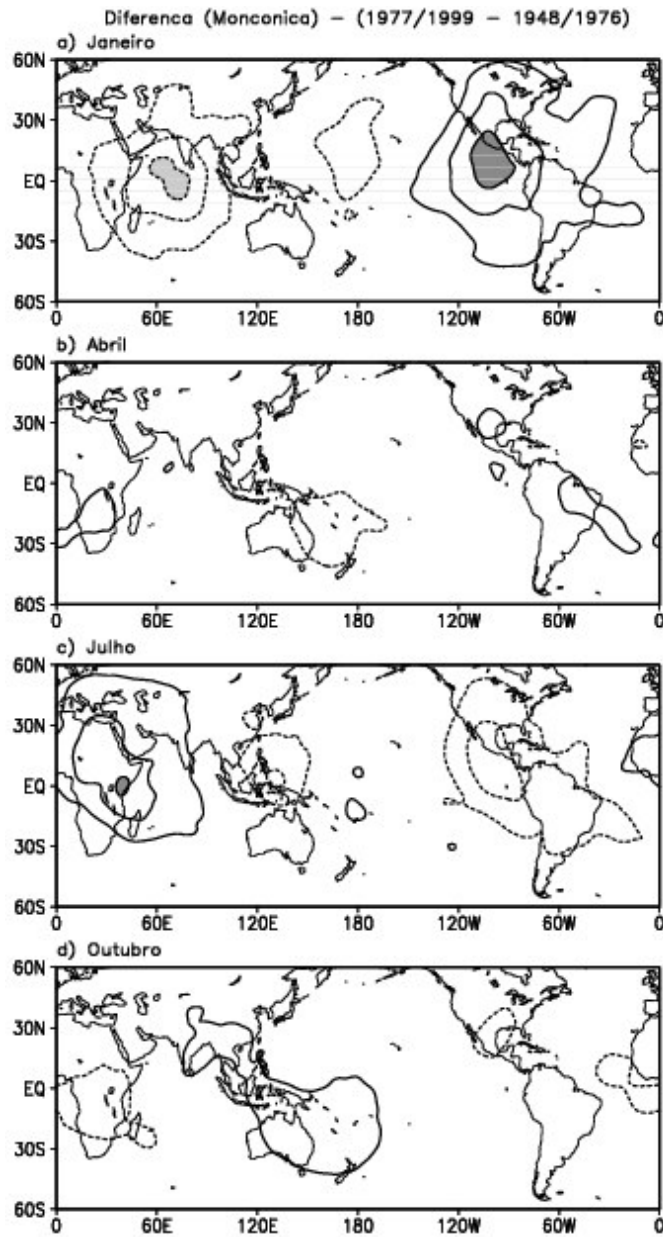 Diferenca (Monconica) - (1977/1999 - 1948/1976)
a) Janeiro
60N
30N
EQ
30S
60S
0 60E 120E 180 120W 60W 0
b) Abril
60N
30N
EQ
30S
60S
0 60E 120E 180 120W 60W 0
c) Julho
60N
30N
EQ
30S
60S
0 60E 120E 180 120W 60W 0
d) Outubro
60N
30N
EQ
30S
60S
0 60E 120E 180 120W 60W 0